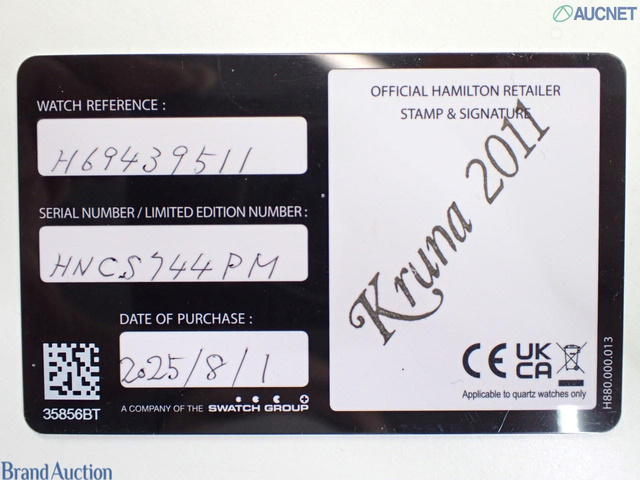 AUCNET
WATCH REFERENCE :
H69439511
SERIAL NUMBER / LIMITED EDITION NUMBER :
HNCS744PM
DATE OF PURCHASE :
2025/8/1
35856BT
A COMPANY OF THE SWATCH GROUP
OFFICIAL HAMILTON RETAILER
STAMP & SIGNATURE
Kruna 2011
CE UK CA
Applicable to quartz watches only
H880.000.013
Brand Auction